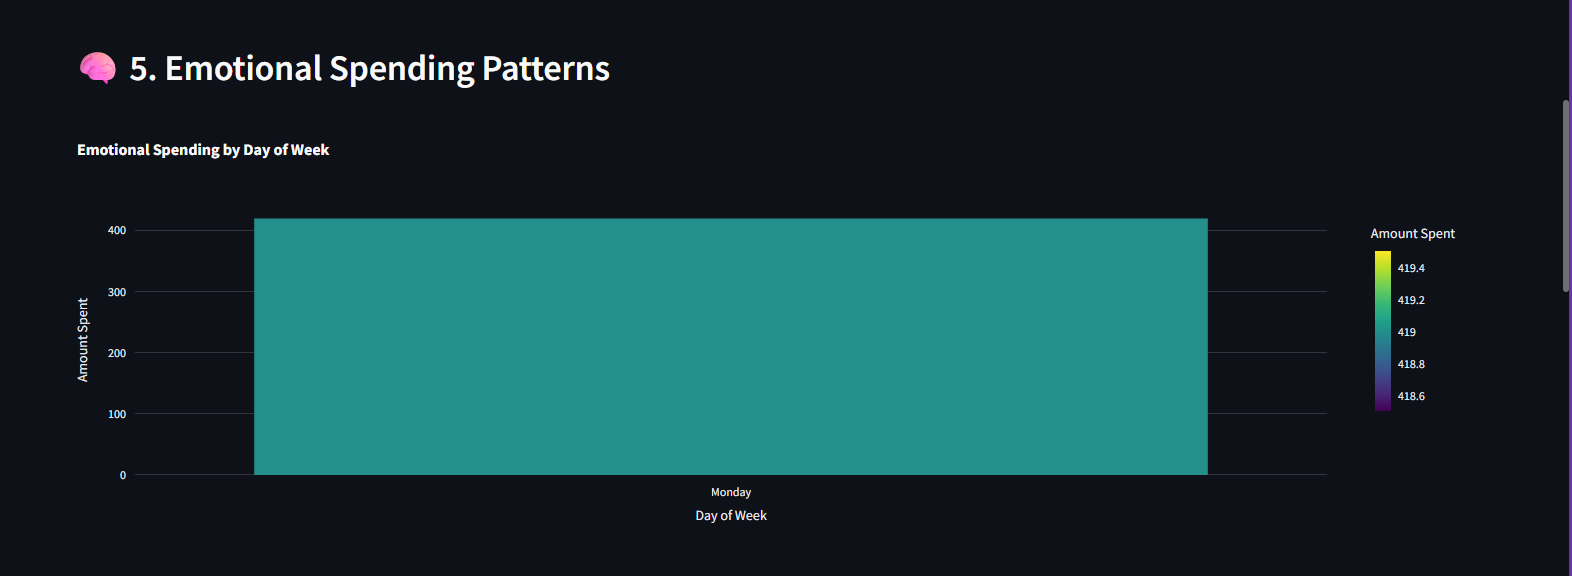 🧠 5. Emotional Spending Patterns
Emotional Spending by Day of Week
Amount Spent
400
300
200
100
0
Monday
Day of Week
Amount Spent
419.4
419.2
419
418.8
418.6